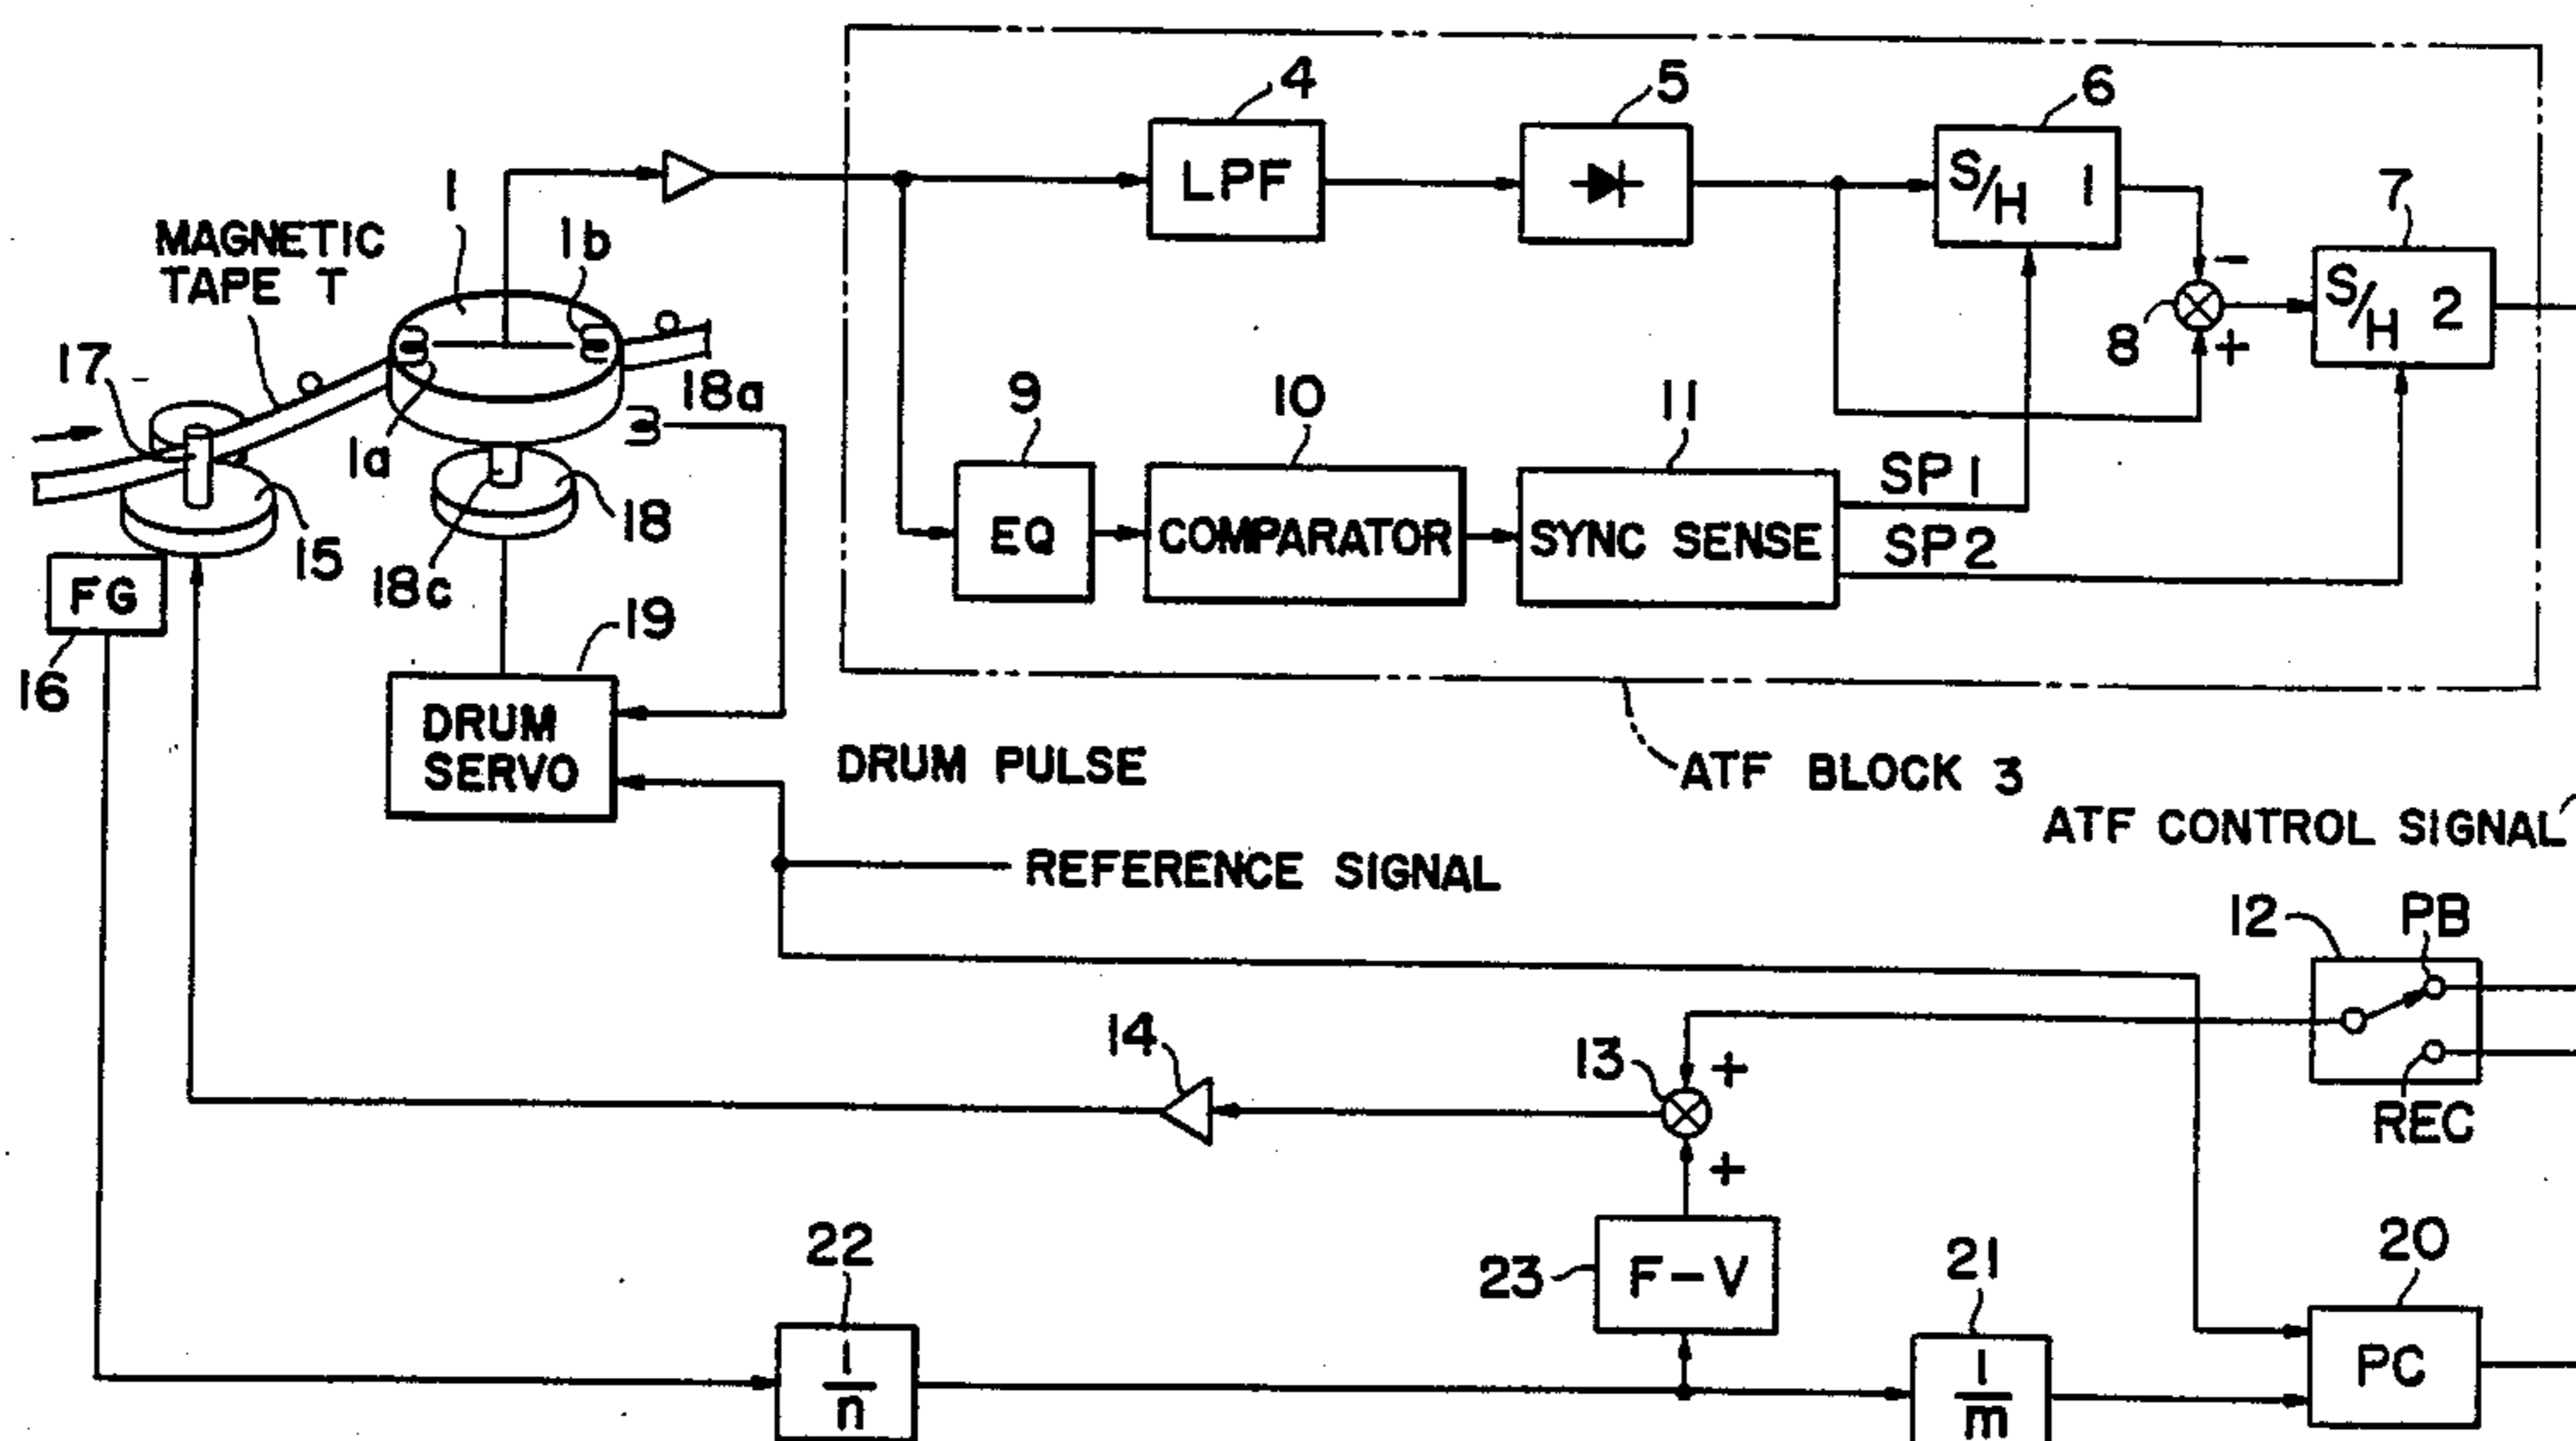 4
5
6
7
LPF
S/H 1
-
8
+
S/H 2
1
1b
MAGNETIC
TAPE T
17
18a
1a
9
10
11
EQ
COMPARATOR
SYNC SENSE
SP1
SP2
15
18
18c
FG
16
19
DRUM
SERVO
DRUM PULSE
ATF BLOCK 3
ATF CONTROL SIGNAL
REFERENCE SIGNAL
12
PB
REC
14
13
+
+
22
1
n
23
F-V
21
1
m
20
PC